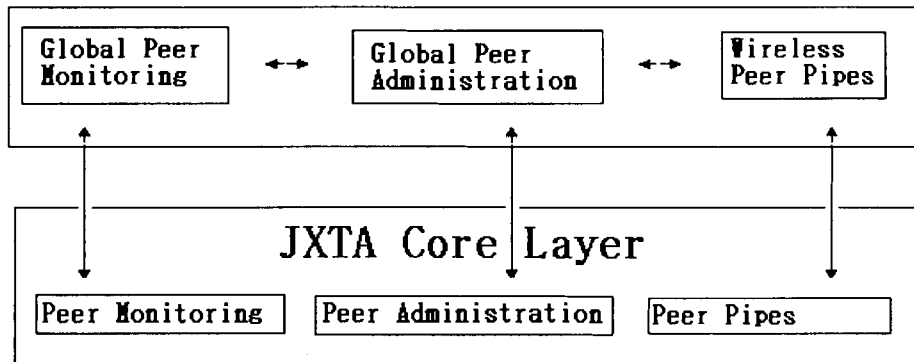 Global Peer
Monitoring
Global Peer
Administration
Wireless
Peer Pipes
JXTA Core Layer
Peer Monitoring
Peer Administration
Peer Pipes